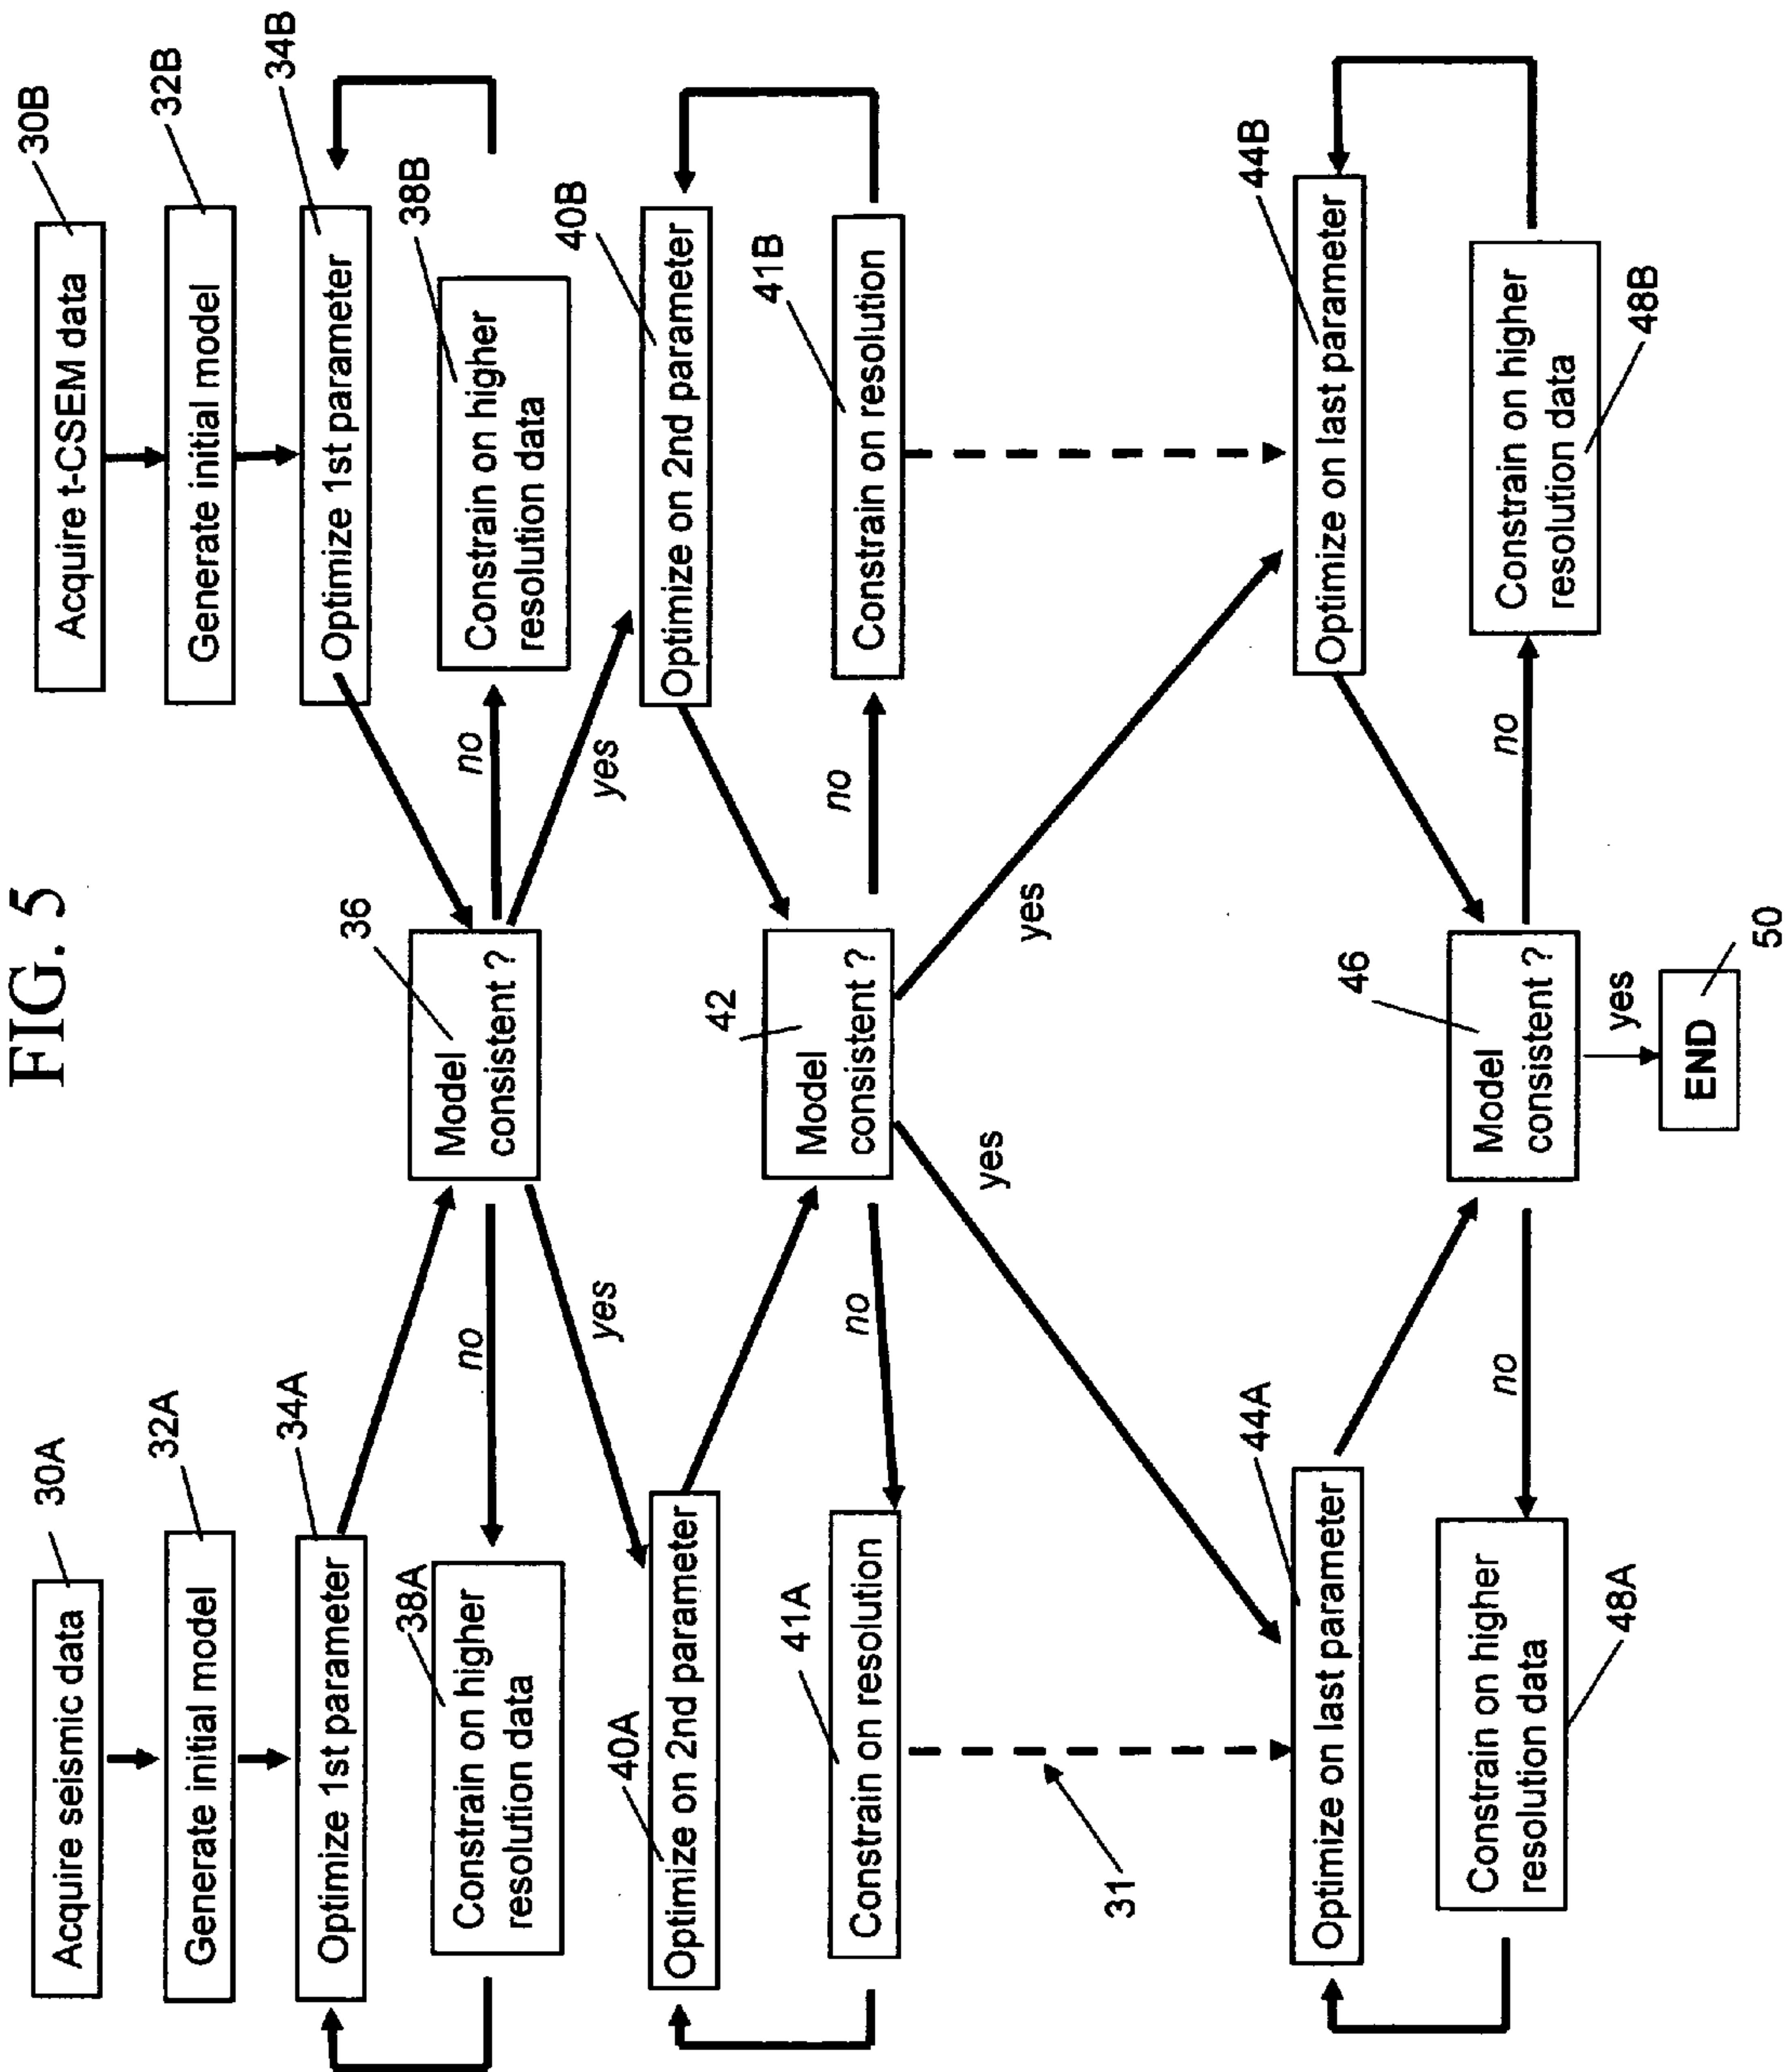 FIG. 5
30A
Acquire seismic data
30B
Acquire t-CSEM data
32A
Generate initial model
32B
Generate initial model
34A
Optimize 1st parameter
34B
Optimize 1st parameter
36
Model
consistent ?
no
no
38A
Constrain on higher
resolution data
38B
Constrain on higher
resolution data
yes
yes
40A
Optimize on 2nd parameter
40B
Optimize on 2nd parameter
42
Model
consistent ?
no
no
41A
Constrain on resolution
41B
Constrain on resolution
yes
yes
31
44A
Optimize on last parameter
44B
Optimize on last parameter
46
Model
consistent ?
no
no
48A
Constrain on higher
resolution data
48B
Constrain on higher
resolution data
yes
END
50